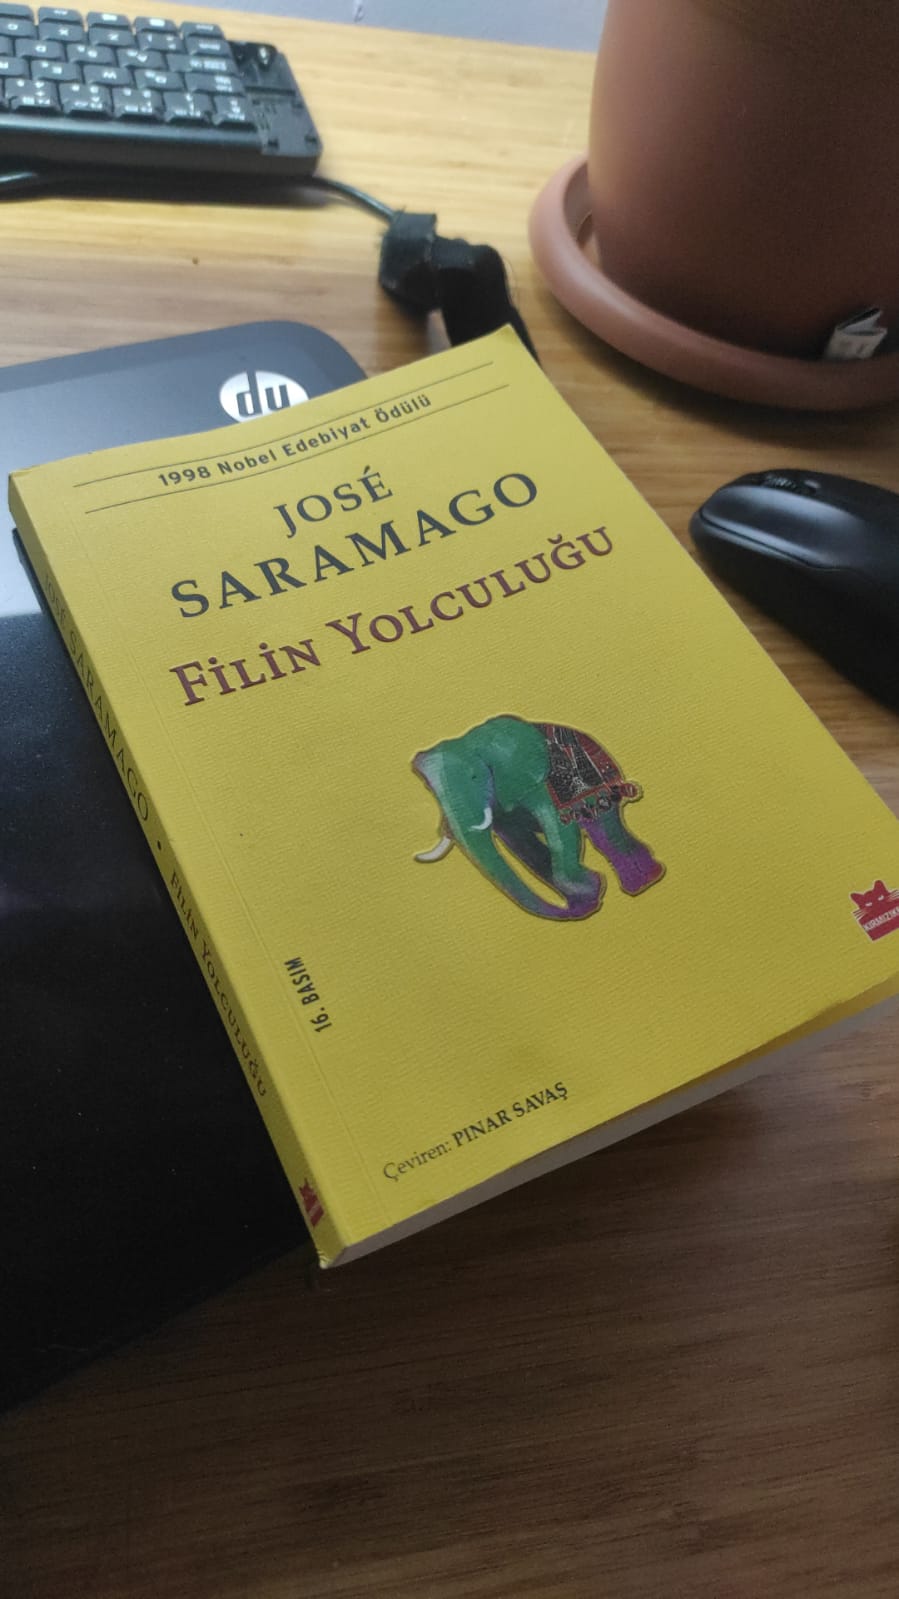 hp
1998 Nobel Edebiyat Ödülü
JOSÉ
SARAMAGO
FİLİN YOLCULUĞU
16. BASIM
Çeviren: PINAR SAVAŞ
JOSÉ SARAMAGO • FİLİN YOLCULUĞU